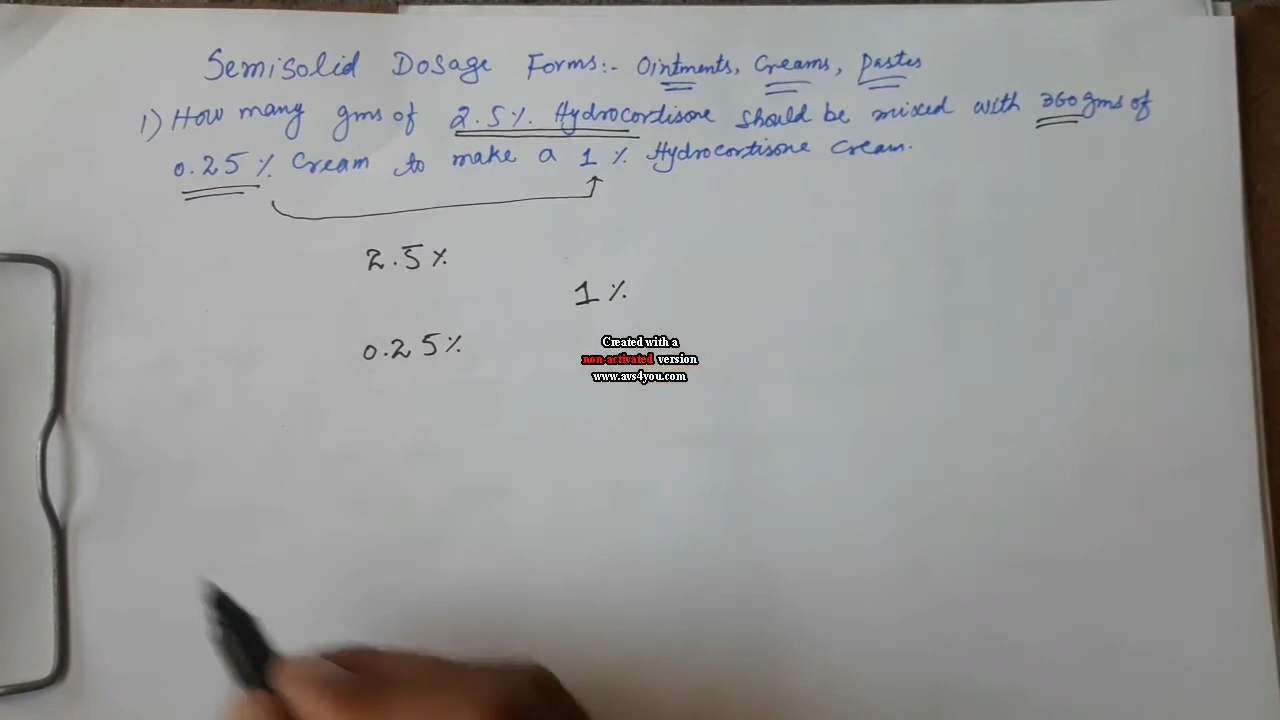 Semisolid Dosage Forms:- Ointments, Creams, Pastes
1) How many gms of 2.5% Hydrocortisone should be mixed with 360 gms of
0.25% Cream to make a 1% Hydrocortisone Cream.
2.5%
1%
0.25%
Created with a
non-activated version
www.avs4you.com